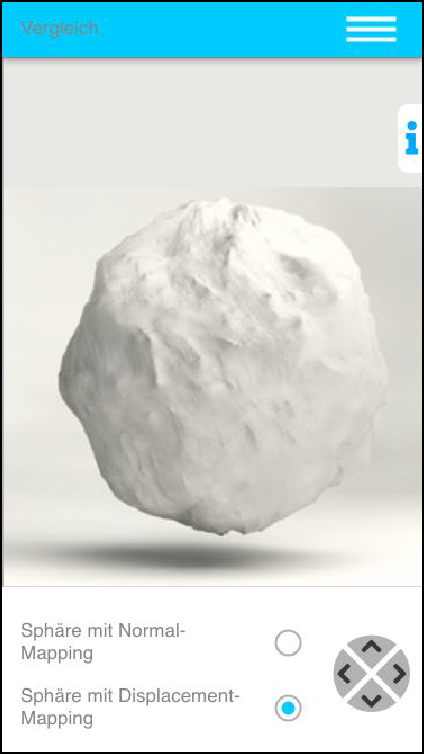 Vergleich
i
Sphäre mit Normal-
Mapping
Sphäre mit Displacement-
Mapping